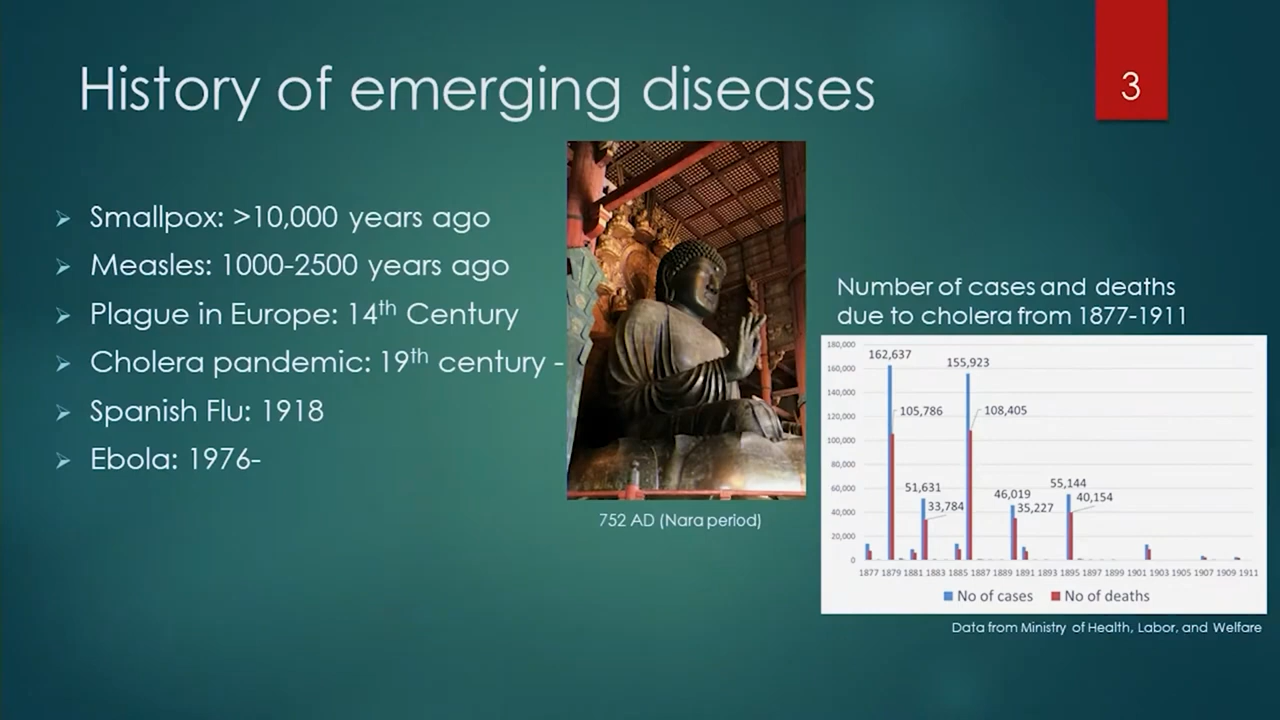 History of emerging diseases
3
Smallpox: >10,000 years ago
Measles: 1000-2500 years ago
Plague in Europe: 14th Century
Cholera pandemic: 19th century -
Spanish Flu: 1918
Ebola: 1976-
752 AD (Nara period)
Number of cases and deaths
due to cholera from 1877-1911
180,000
160,000
140,000
120,000
100,000
80,000
60,000
40,000
20,000
0
162,637
105,786
51,631
33,784
155,923
108,405
46,019
35,227
55,144
40,154
1877 1879 1881 1883 1885 1887 1889 1891 1893 1895 1897 1899 1901 1903 1905 1907 1909 1911
No of cases No of deaths
Data from Ministry of Health, Labor, and Welfare